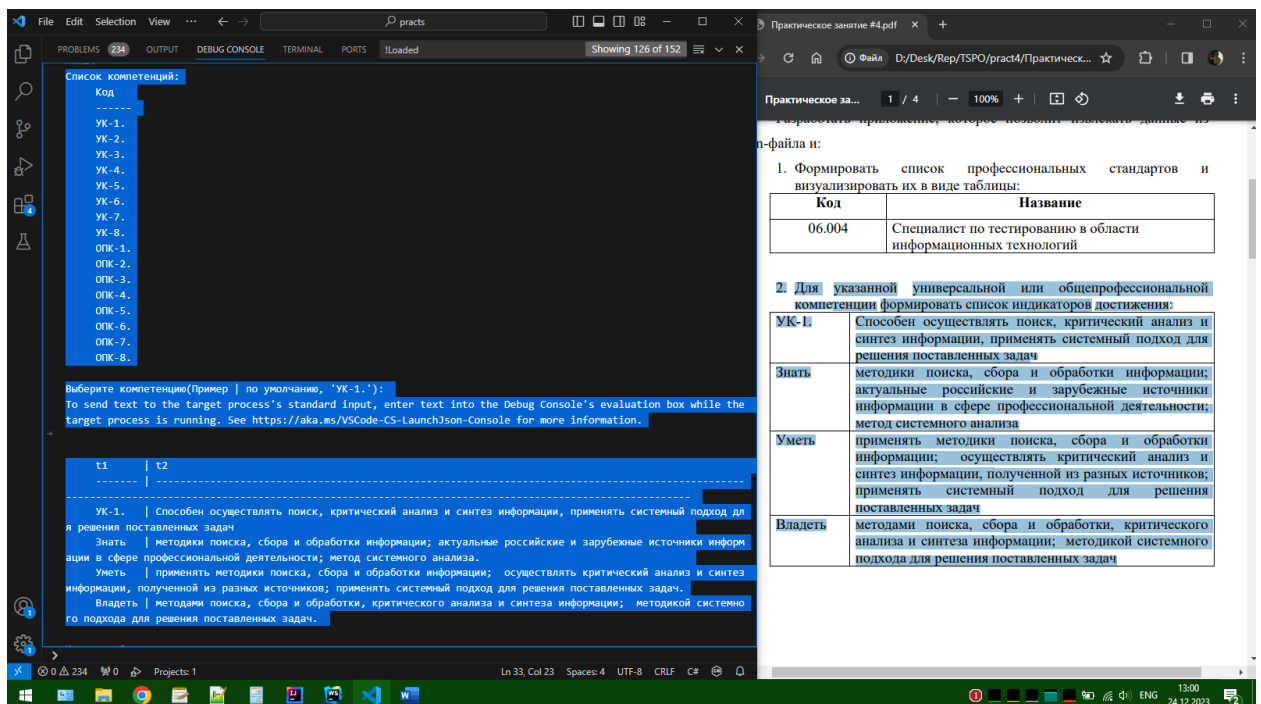 File Edit Selection View ··· practs
PROBLEMS 234 OUTPUT DEBUG CONSOLE TERMINAL PORTS !Loaded Showing 126 of 152
Список компетенций:
Код
------
УК-1.
УК-2.
УК-3.
УК-4.
УК-5.
УК-6.
УК-7.
УК-8.
ОПК-1.
ОПК-2.
ОПК-3.
ОПК-4.
ОПК-5.
ОПК-6.
ОПК-7.
ОПК-8.
Выберите компетенцию(Пример | по умолчанию, 'УК-1.'):
To send text to the target process's standard input, enter text into the Debug Console's evaluation box while the
target process is running. See https://aka.ms/VSCode-CS-LaunchJson-Console for more information.
t1 | t2
УК-1. | Способен осуществлять поиск, критический анализ и синтез информации, применять системный подход дл
я решения поставленных задач
Знать | методики поиска, сбора и обработки информации; актуальные российские и зарубежные источники информ
ации в сфере профессиональной деятельности; метод системного анализа.
Уметь | применять методики поиска, сбора и обработки информации; осуществлять критический анализ и синтез
информации, полученной из разных источников; применять системный подход для решения поставленных задач.
Владеть | методами поиска, сбора и обработки, критического анализа и синтеза информации; методикой системно
го подхода для решения поставленных задач.
4
1
1
>
0 234 0 Projects: 1 Ln 33, Col 23 Spaces: 4 UTF-8 CRLF C#
Практическое занятие #4.pdf
Файл D:/Desk/Rep/TSPO/pract4/Практическ...
Практическое за... 1 / 4 100%
Разработать приложение, которое позволит извлекать данные из
n-файла и:
1. Формировать список профессиональных стандартов и
визуализировать их в виде таблицы:
Код Название
06.004 Специалист по тестированию в области
информационных технологий
2. Для указанной универсальной или общепрофессиональной
компетенции формировать список индикаторов достижения:
УК-1. Способен осуществлять поиск, критический анализ и
синтез информации, применять системный подход для
решения поставленных задач
Знать методики поиска, сбора и обработки информации;
актуальные российские и зарубежные источники
информации в сфере профессиональной деятельности;
метод системного анализа
Уметь применять методики поиска, сбора и обработки
информации; осуществлять критический анализ и
синтез информации, полученной из разных источников;
применять системный подход для решения
поставленных задач
Владеть методами поиска, сбора и обработки, критического
анализа и синтеза информации; методикой системного
подхода для решения поставленных задач
ENG 13:00
24.12.2023 2